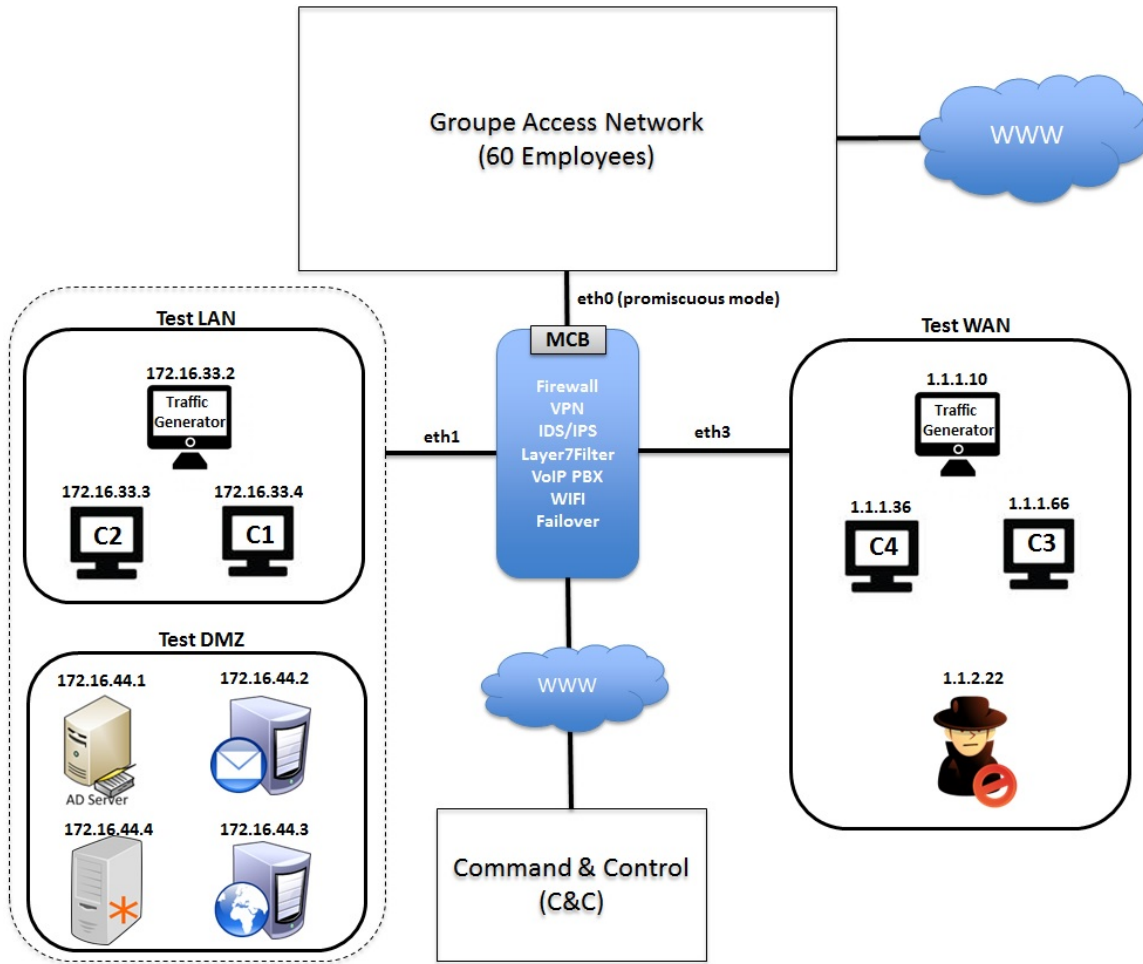 Groupe Access Network
(60 Employees)
WWW
eth0 (promiscuous mode)
Test LAN
172.16.33.2
Traffic
Generator
172.16.33.3
172.16.33.4
C2
C1
eth1
MCB
Firewall
VPN
IDS/IPS
Layer7Filter
VoIP PBX
WIFI
Failover
eth3
Test WAN
1.1.1.10
Traffic
Generator
1.1.1.36
1.1.1.66
C4
C3
1.1.2.22
Test DMZ
172.16.44.1
172.16.44.2
AD Server
172.16.44.4
172.16.44.3
WWW
Command & Control
(C&C)